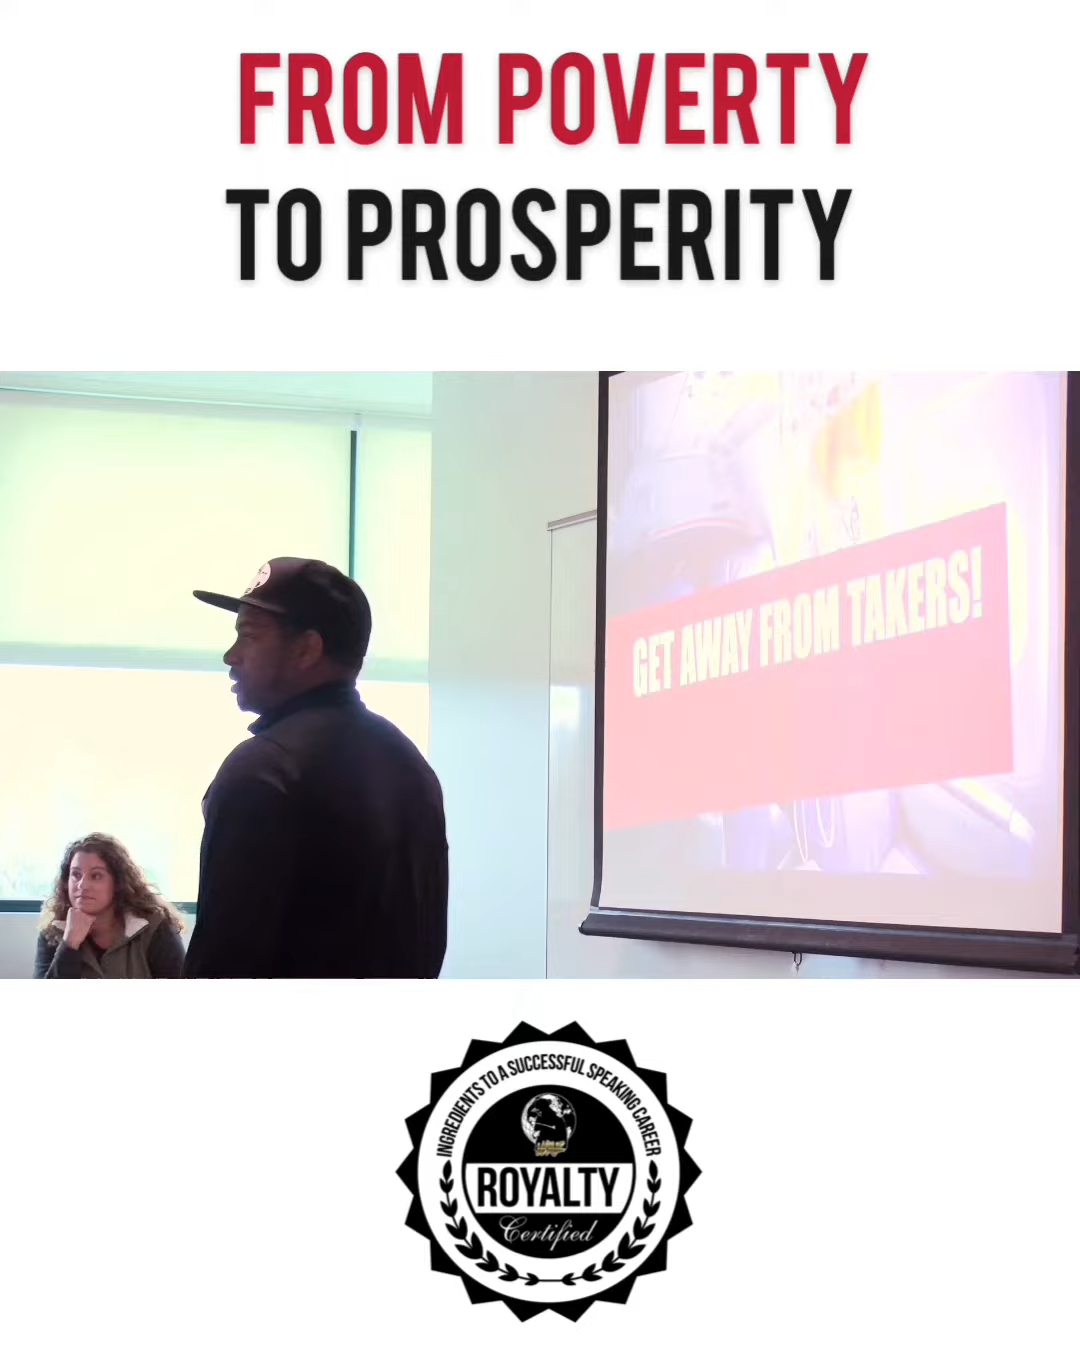 FROM POVERTY
TO PROSPERITY
GET AWAY FROM TAKERS!
INGREDIENTS TO A SUCCESSFUL SPEAKING CAREER
ROYALTY
Certified